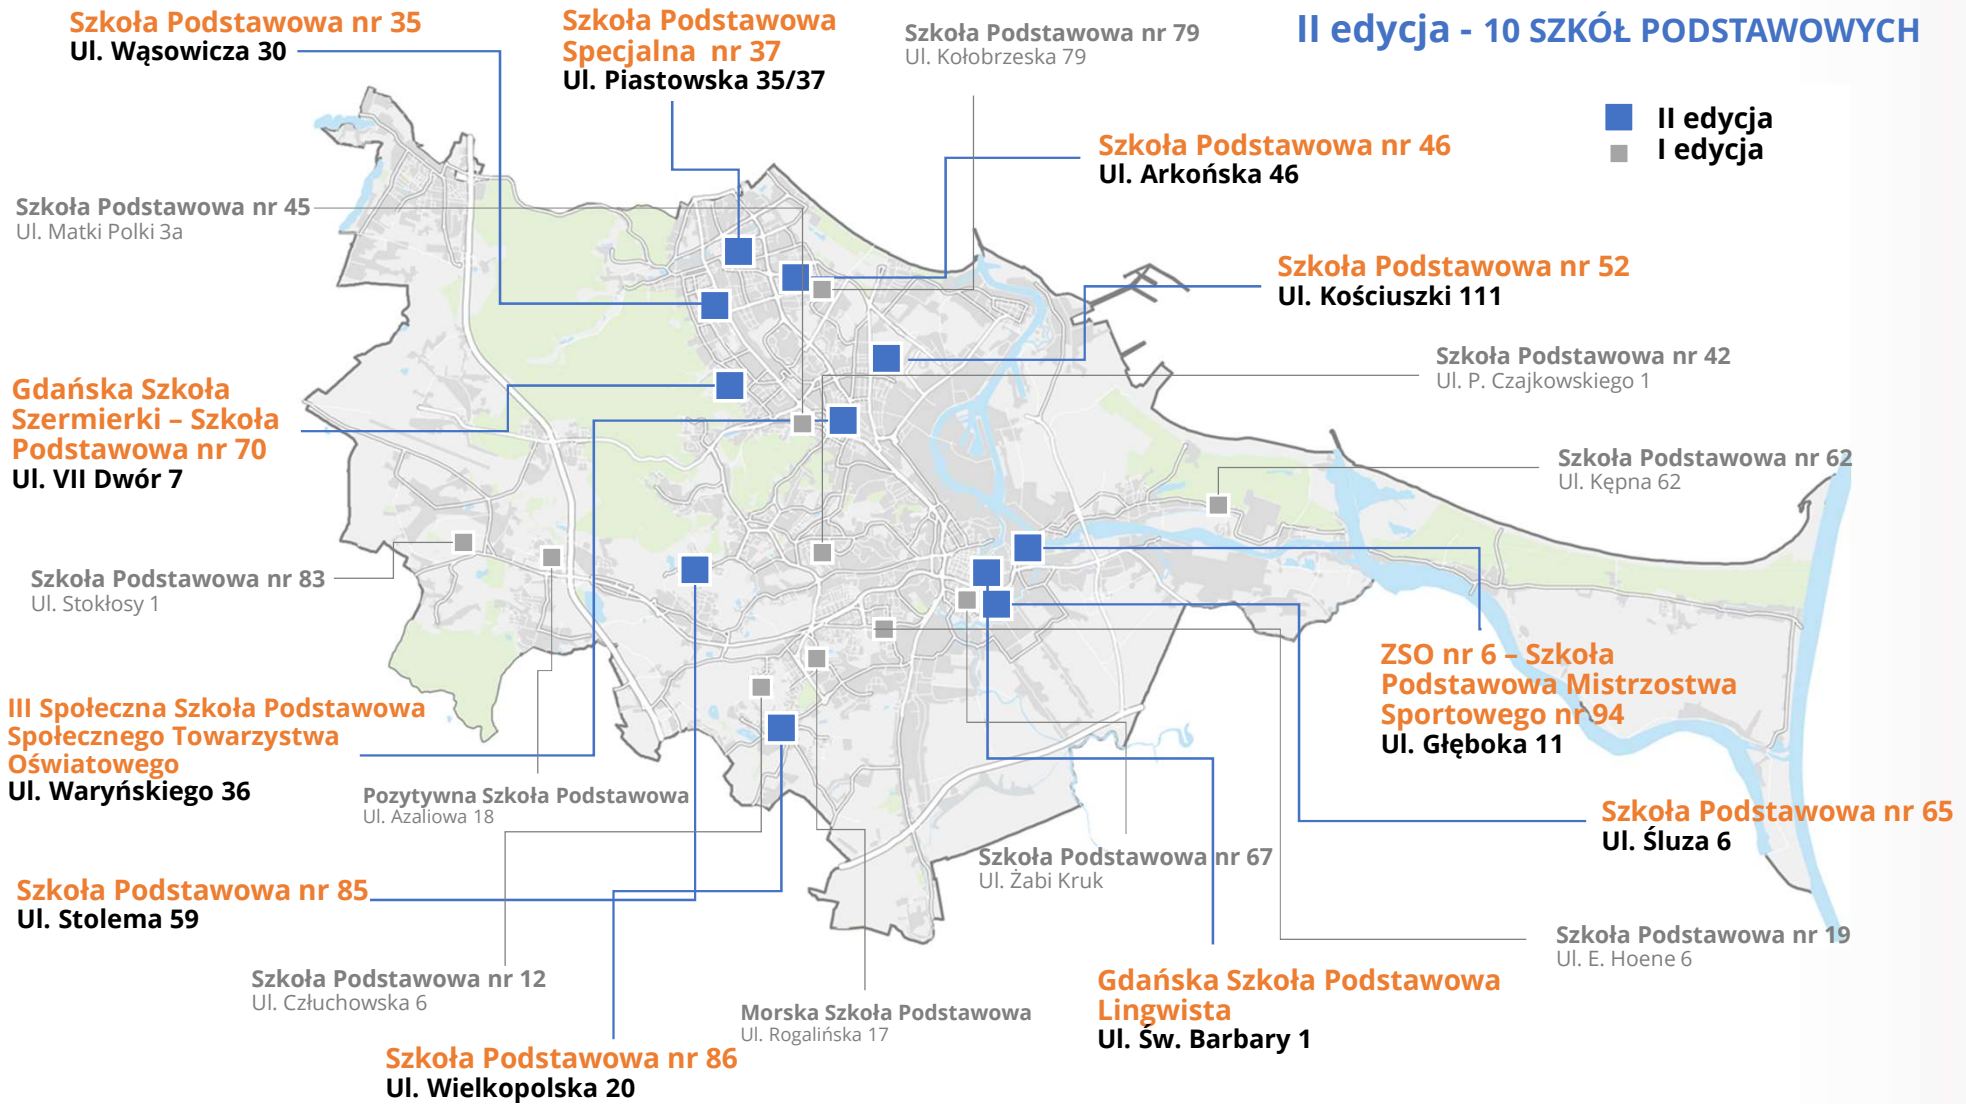 II edycja - 10 SZKÓŁ PODSTAWOWYCH
II edycja
I edycja
Szkoła Podstawowa nr 35
Ul. Wąsowicza 30
Szkoła Podstawowa
Specjalna nr 37
Ul. Piastowska 35/37
Szkoła Podstawowa nr 79
Ul. Kołobrzeska 79
Szkoła Podstawowa nr 46
Ul. Arkońska 46
Szkoła Podstawowa nr 45
Ul. Matki Polki 3a
Szkoła Podstawowa nr 52
Ul. Kościuszki 111
Szkoła Podstawowa nr 42
Ul. P. Czajkowskiego 1
Gdańska Szkoła
Szermierki – Szkoła
Podstawowa nr 70
Ul. VII Dwór 7
Szkoła Podstawowa nr 62
Ul. Kępna 62
Szkoła Podstawowa nr 83
Ul. Stokłosy 1
ZSO nr 6 – Szkoła
Podstawowa Mistrzostwa
Sportowego nr 94
Ul. Głęboka 11
III Społeczna Szkoła Podstawowa
Społecznego Towarzystwa
Oświatowego
Ul. Waryńskiego 36
Pozytywna Szkoła Podstawowa
Ul. Azaliowa 18
Szkoła Podstawowa nr 65
Ul. Śluza 6
Szkoła Podstawowa nr 67
Ul. Żabi Kruk
Szkoła Podstawowa nr 85
Ul. Stolema 59
Szkoła Podstawowa nr 19
Ul. E. Hoene 6
Szkoła Podstawowa nr 12
Ul. Człuchowska 6
Gdańska Szkoła Podstawowa
Lingwista
Ul. Św. Barbary 1
Morska Szkoła Podstawowa
Ul. Rogalińska 17
Szkoła Podstawowa nr 86
Ul. Wielkopolska 20